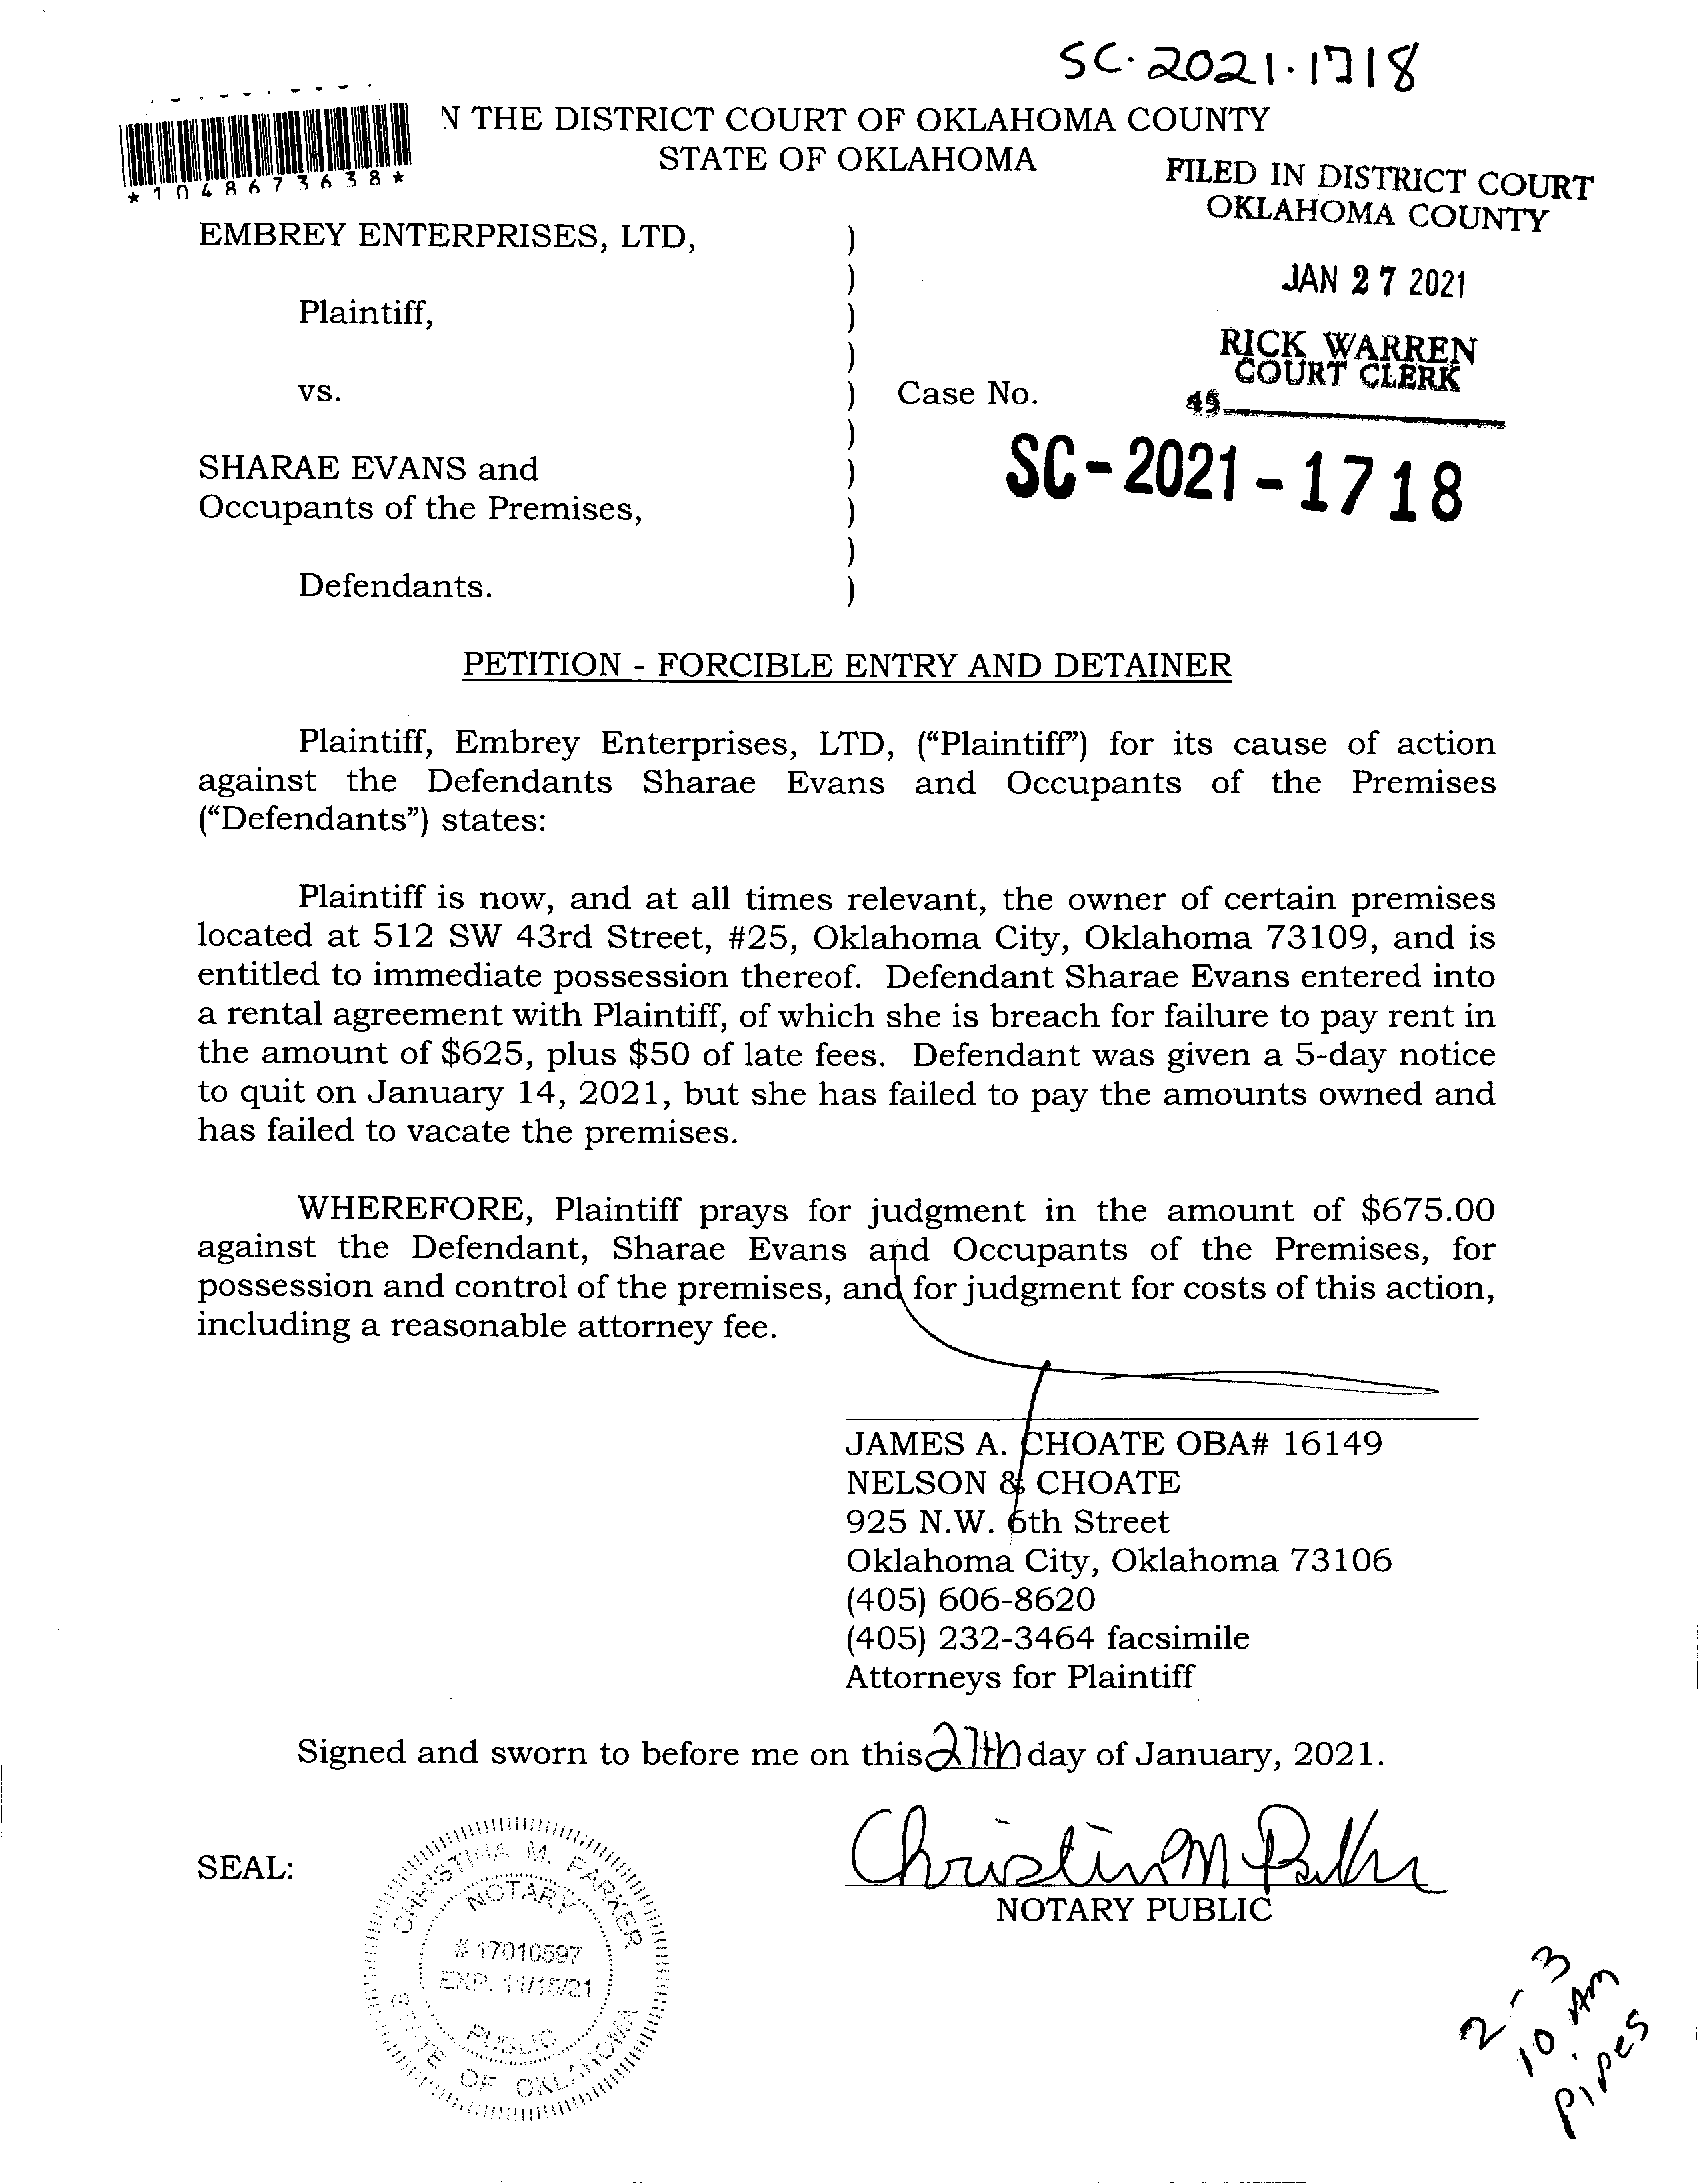 SC-2021-1718
N THE DISTRICT COURT OF OKLAHOMA COUNTY
STATE OF OKLAHOMA
*1048673638*
FILED IN DISTRICT COURT
OKLAHOMA COUNTY
JAN 27 2021
RICK WARREN
COURT CLERK
EMBREY ENTERPRISES, LTD, )
)
Plaintiff, )
)
vs. ) Case No.
)
SHARAE EVANS and )
Occupants of the Premises, )
)
Defendants. )
SC-2021-1718
PETITION - FORCIBLE ENTRY AND DETAINER
Plaintiff, Embrey Enterprises, LTD, (“Plaintiff”) for its cause of action
against the Defendants Sharae Evans and Occupants of the Premises
(“Defendants”) states:
Plaintiff is now, and at all times relevant, the owner of certain premises
located at 512 SW 43rd Street, #25, Oklahoma City, Oklahoma 73109, and is
entitled to immediate possession thereof. Defendant Sharae Evans entered into
a rental agreement with Plaintiff, of which she is breach for failure to pay rent in
the amount of $625, plus $50 of late fees. Defendant was given a 5-day notice
to quit on January 14, 2021, but she has failed to pay the amounts owned and
has failed to vacate the premises.
WHEREFORE, Plaintiff prays for judgment in the amount of $675.00
against the Defendant, Sharae Evans and Occupants of the Premises, for
possession and control of the premises, and for judgment for costs of this action,
including a reasonable attorney fee.
JAMES A. CHOATE OBA# 16149
NELSON & CHOATE
925 N.W. 6th Street
Oklahoma City, Oklahoma 73106
(405) 606-8620
(405) 232-3464 facsimile
Attorneys for Plaintiff
Signed and sworn to before me on this 27th day of January, 2021.
Christina M Parker
SEAL:
NOTARY PUBLIC
CHRISTINA M. PARKER
NOTARY
# 17010597
EXP. 11/15/21
PUBLIC
STATE OF OKLAHOMA
2-3
10 AM
Pipes